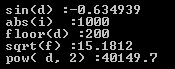 sin(d) :-0.634939
abs(i)  :1000
floor(d) :200
sqrt(f) :15.1812
pow( d, 2) :40149.7